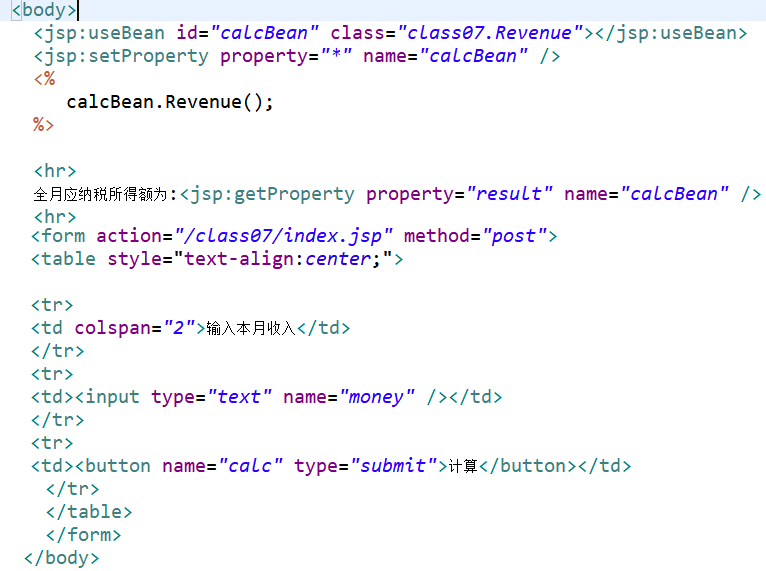 <body>
<jsp:useBean id="calcBean" class="class07.Revenue"></jsp:useBean>
<jsp:setProperty property="*" name="calcBean" />
<%
calcBean.Revenue();
%>
<hr>
全月应纳税所得额为:<jsp:getProperty property="result" name="calcBean" />
<hr>
<form action="/class07/index.jsp" method="post">
<table style="text-align:center;">
<tr>
<td colspan="2">输入本月收入</td>
</tr>
<tr>
<td><input type="text" name="money" /></td>
</tr>
<tr>
<td><button name="calc" type="submit">计算</button></td>
</tr>
</table>
</form>
</body>